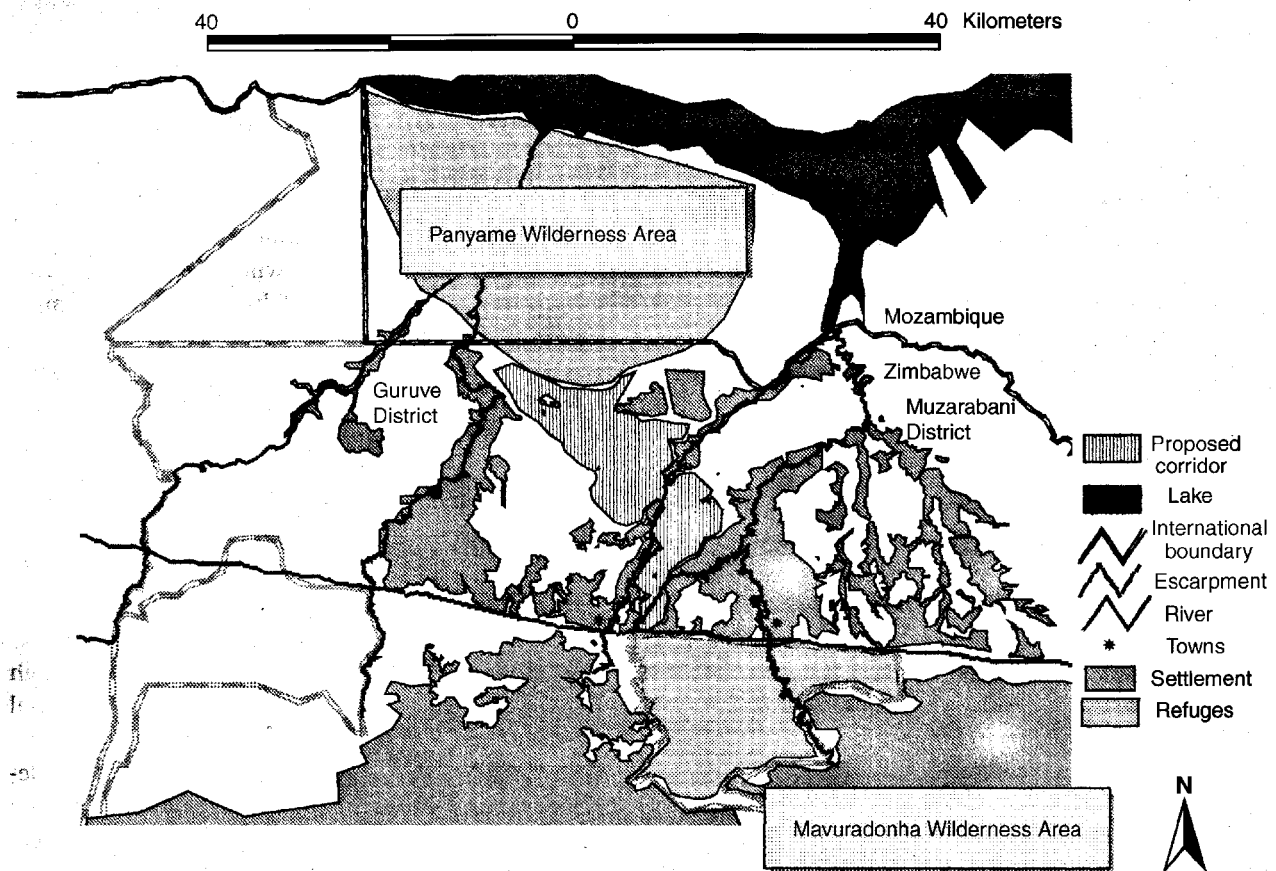 40 0 40 Kilometers
Panyame Wilderness Area
Mozambique
Zimbabwe
Guruve
District
Muzarabani
District
Proposed
corridor
Lake
International
boundary
Escarpment
River
Towns
Settlement
Refuges
N
Mavuradonha Wilderness Area